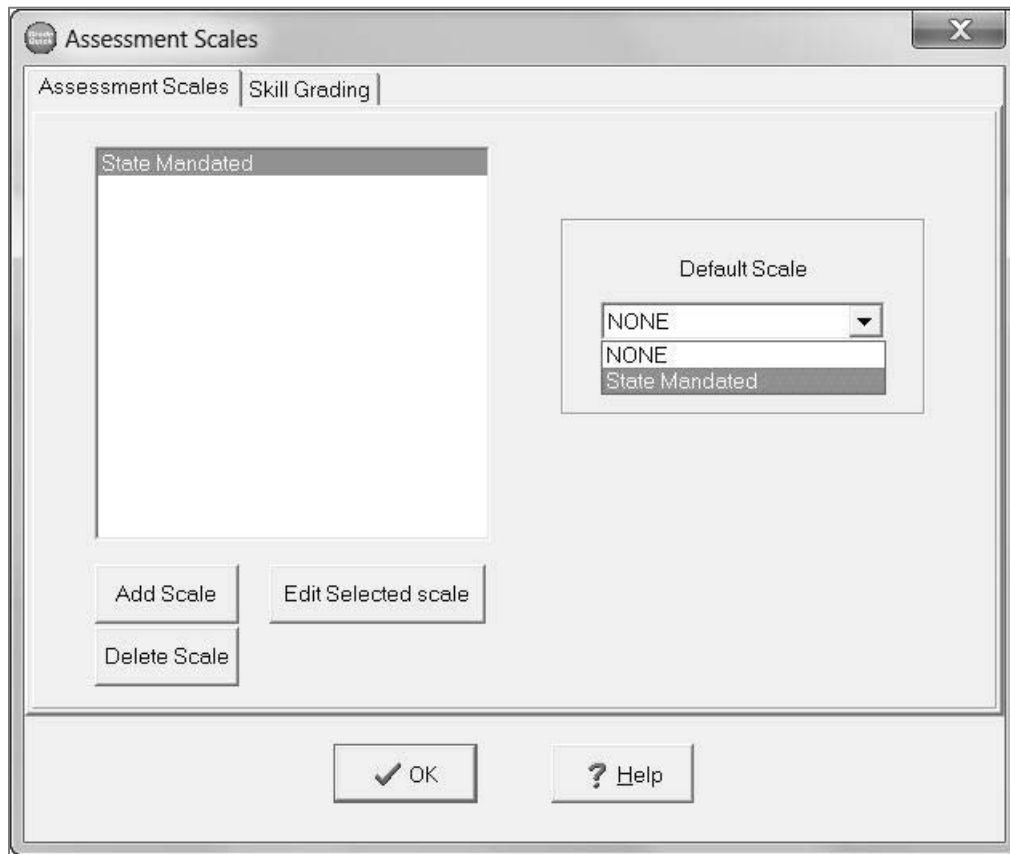 Assessment Scales
Assessment Scales Skill Grading
State Mandated
Default Scale
NONE
NONE
State Mandated
Add Scale Edit Selected scale
Delete Scale
OK ? Help